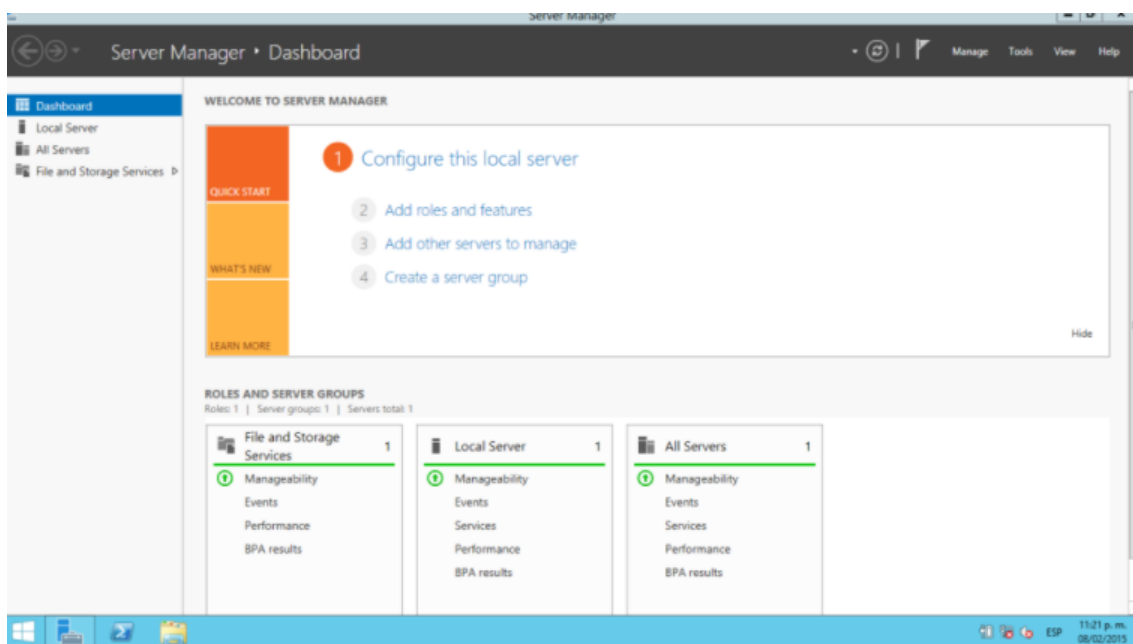 Server Manager
Server Manager • Dashboard
Manage Tools View Help
Dashboard
Local Server
All Servers
File and Storage Services
WELCOME TO SERVER MANAGER
QUICK START
WHAT'S NEW
LEARN MORE
1 Configure this local server
2 Add roles and features
3 Add other servers to manage
4 Create a server group
Hide
ROLES AND SERVER GROUPS
Roles: 1 | Server groups: 1 | Servers total: 1
File and Storage
Services 1
Manageability
Events
Performance
BPA results
Local Server 1
Manageability
Events
Services
Performance
BPA results
All Servers 1
Manageability
Events
Services
Performance
BPA results
ESP
11:21 p. m.
08/02/2015